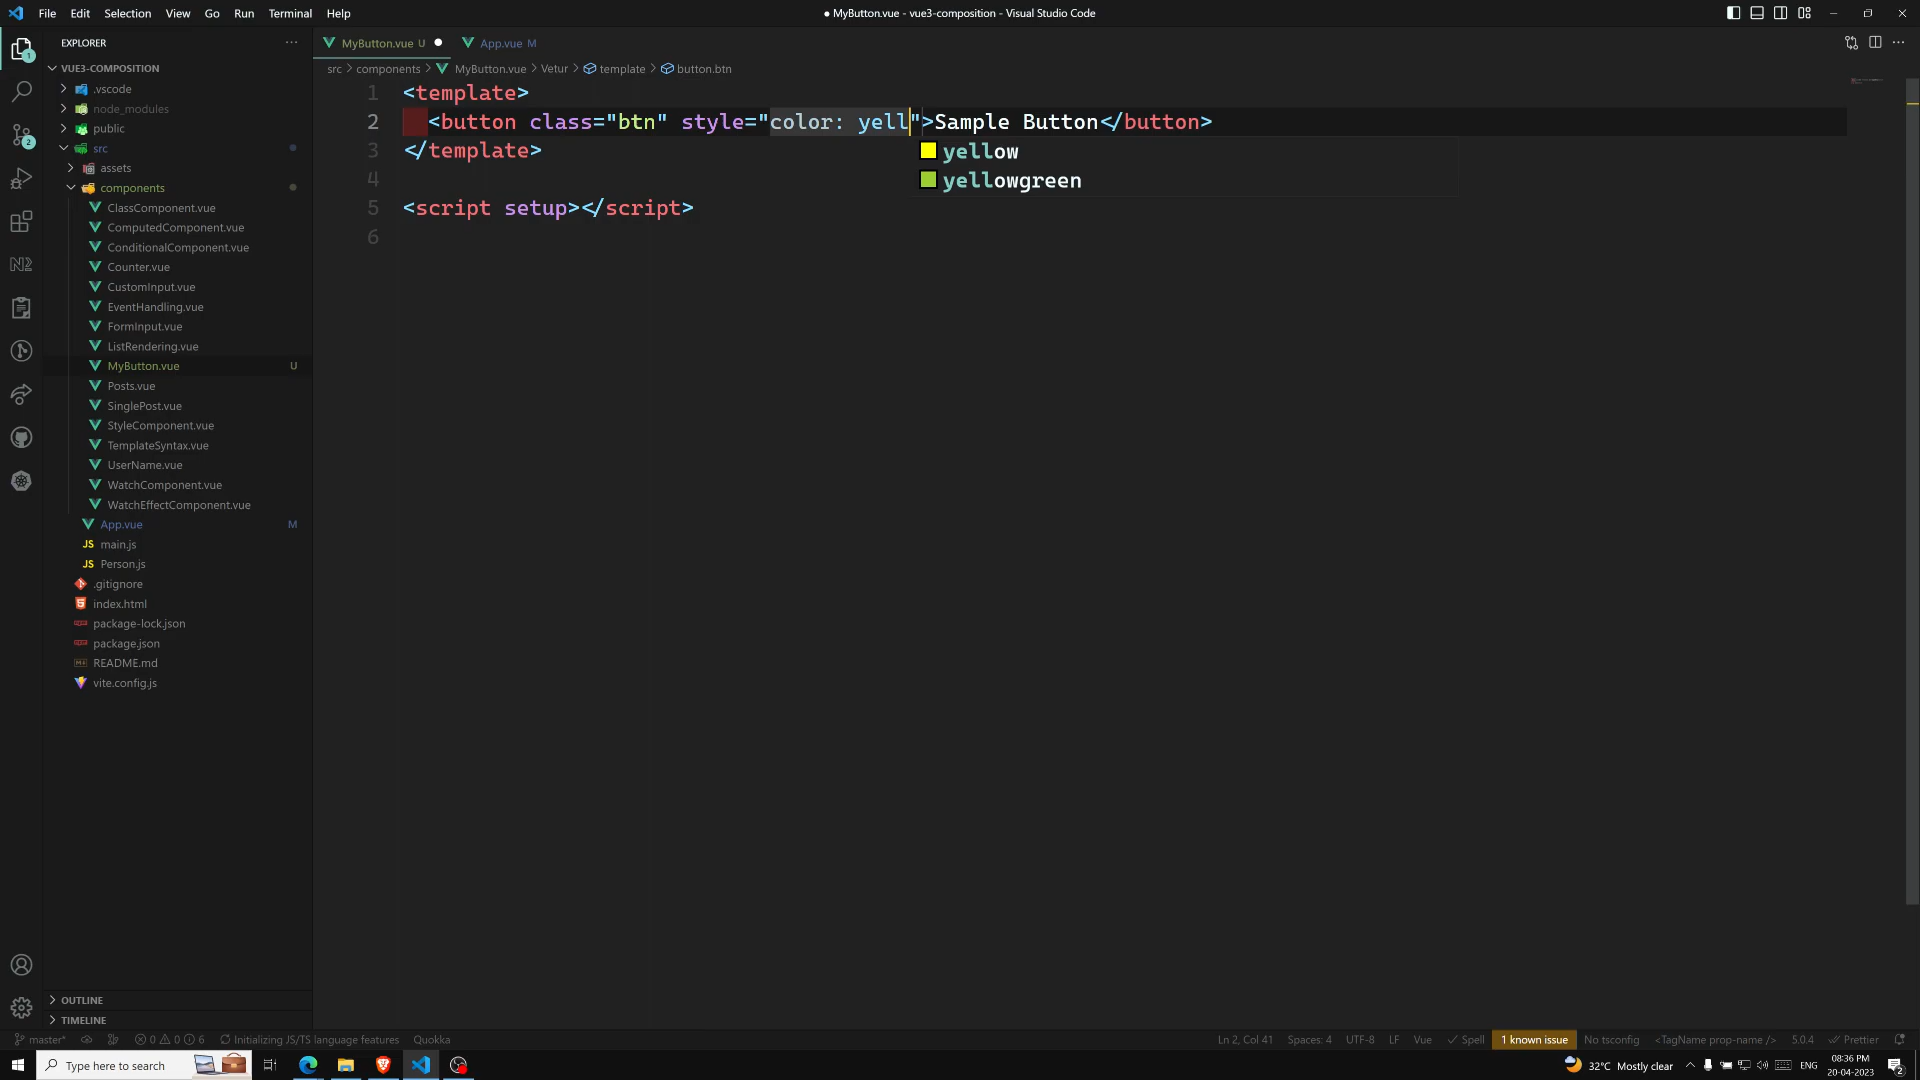 File Edit Selection View Go Run Terminal Help
● MyButton.vue - vue3-composition - Visual Studio Code
EXPLORER
MyButton.vue U
App.vue M
VUE3-COMPOSITION
src > components > MyButton.vue > Vetur > template > button.btn
.vscode
node_modules
public
src
assets
components
ClassComponent.vue
ComputedComponent.vue
ConditionalComponent.vue
Counter.vue
CustomInput.vue
EventHandling.vue
FormInput.vue
ListRendering.vue
MyButton.vue U
Posts.vue
SinglePost.vue
StyleComponent.vue
TemplateSyntax.vue
UserName.vue
WatchComponent.vue
WatchEffectComponent.vue
App.vue M
JS main.js
JS Person.js
.gitignore
index.html
package-lock.json
package.json
README.md
vite.config.js
OUTLINE
TIMELINE
1 <template>
2 <button class="btn" style="color: yell">Sample Button</button>
yellow
yellowgreen
3 </template>
4
5 <script setup></script>
6
master* 0 0 6 Initializing JS/TS language features Quokka
Ln 2, Col 41 Spaces: 4 UTF-8 LF Vue Spell 1 known issue No tsconfig <TagName prop-name /> 5.0.4 Prettier
Type here to search
32°C Mostly clear
ENG
08:36 PM
20-04-2023
2